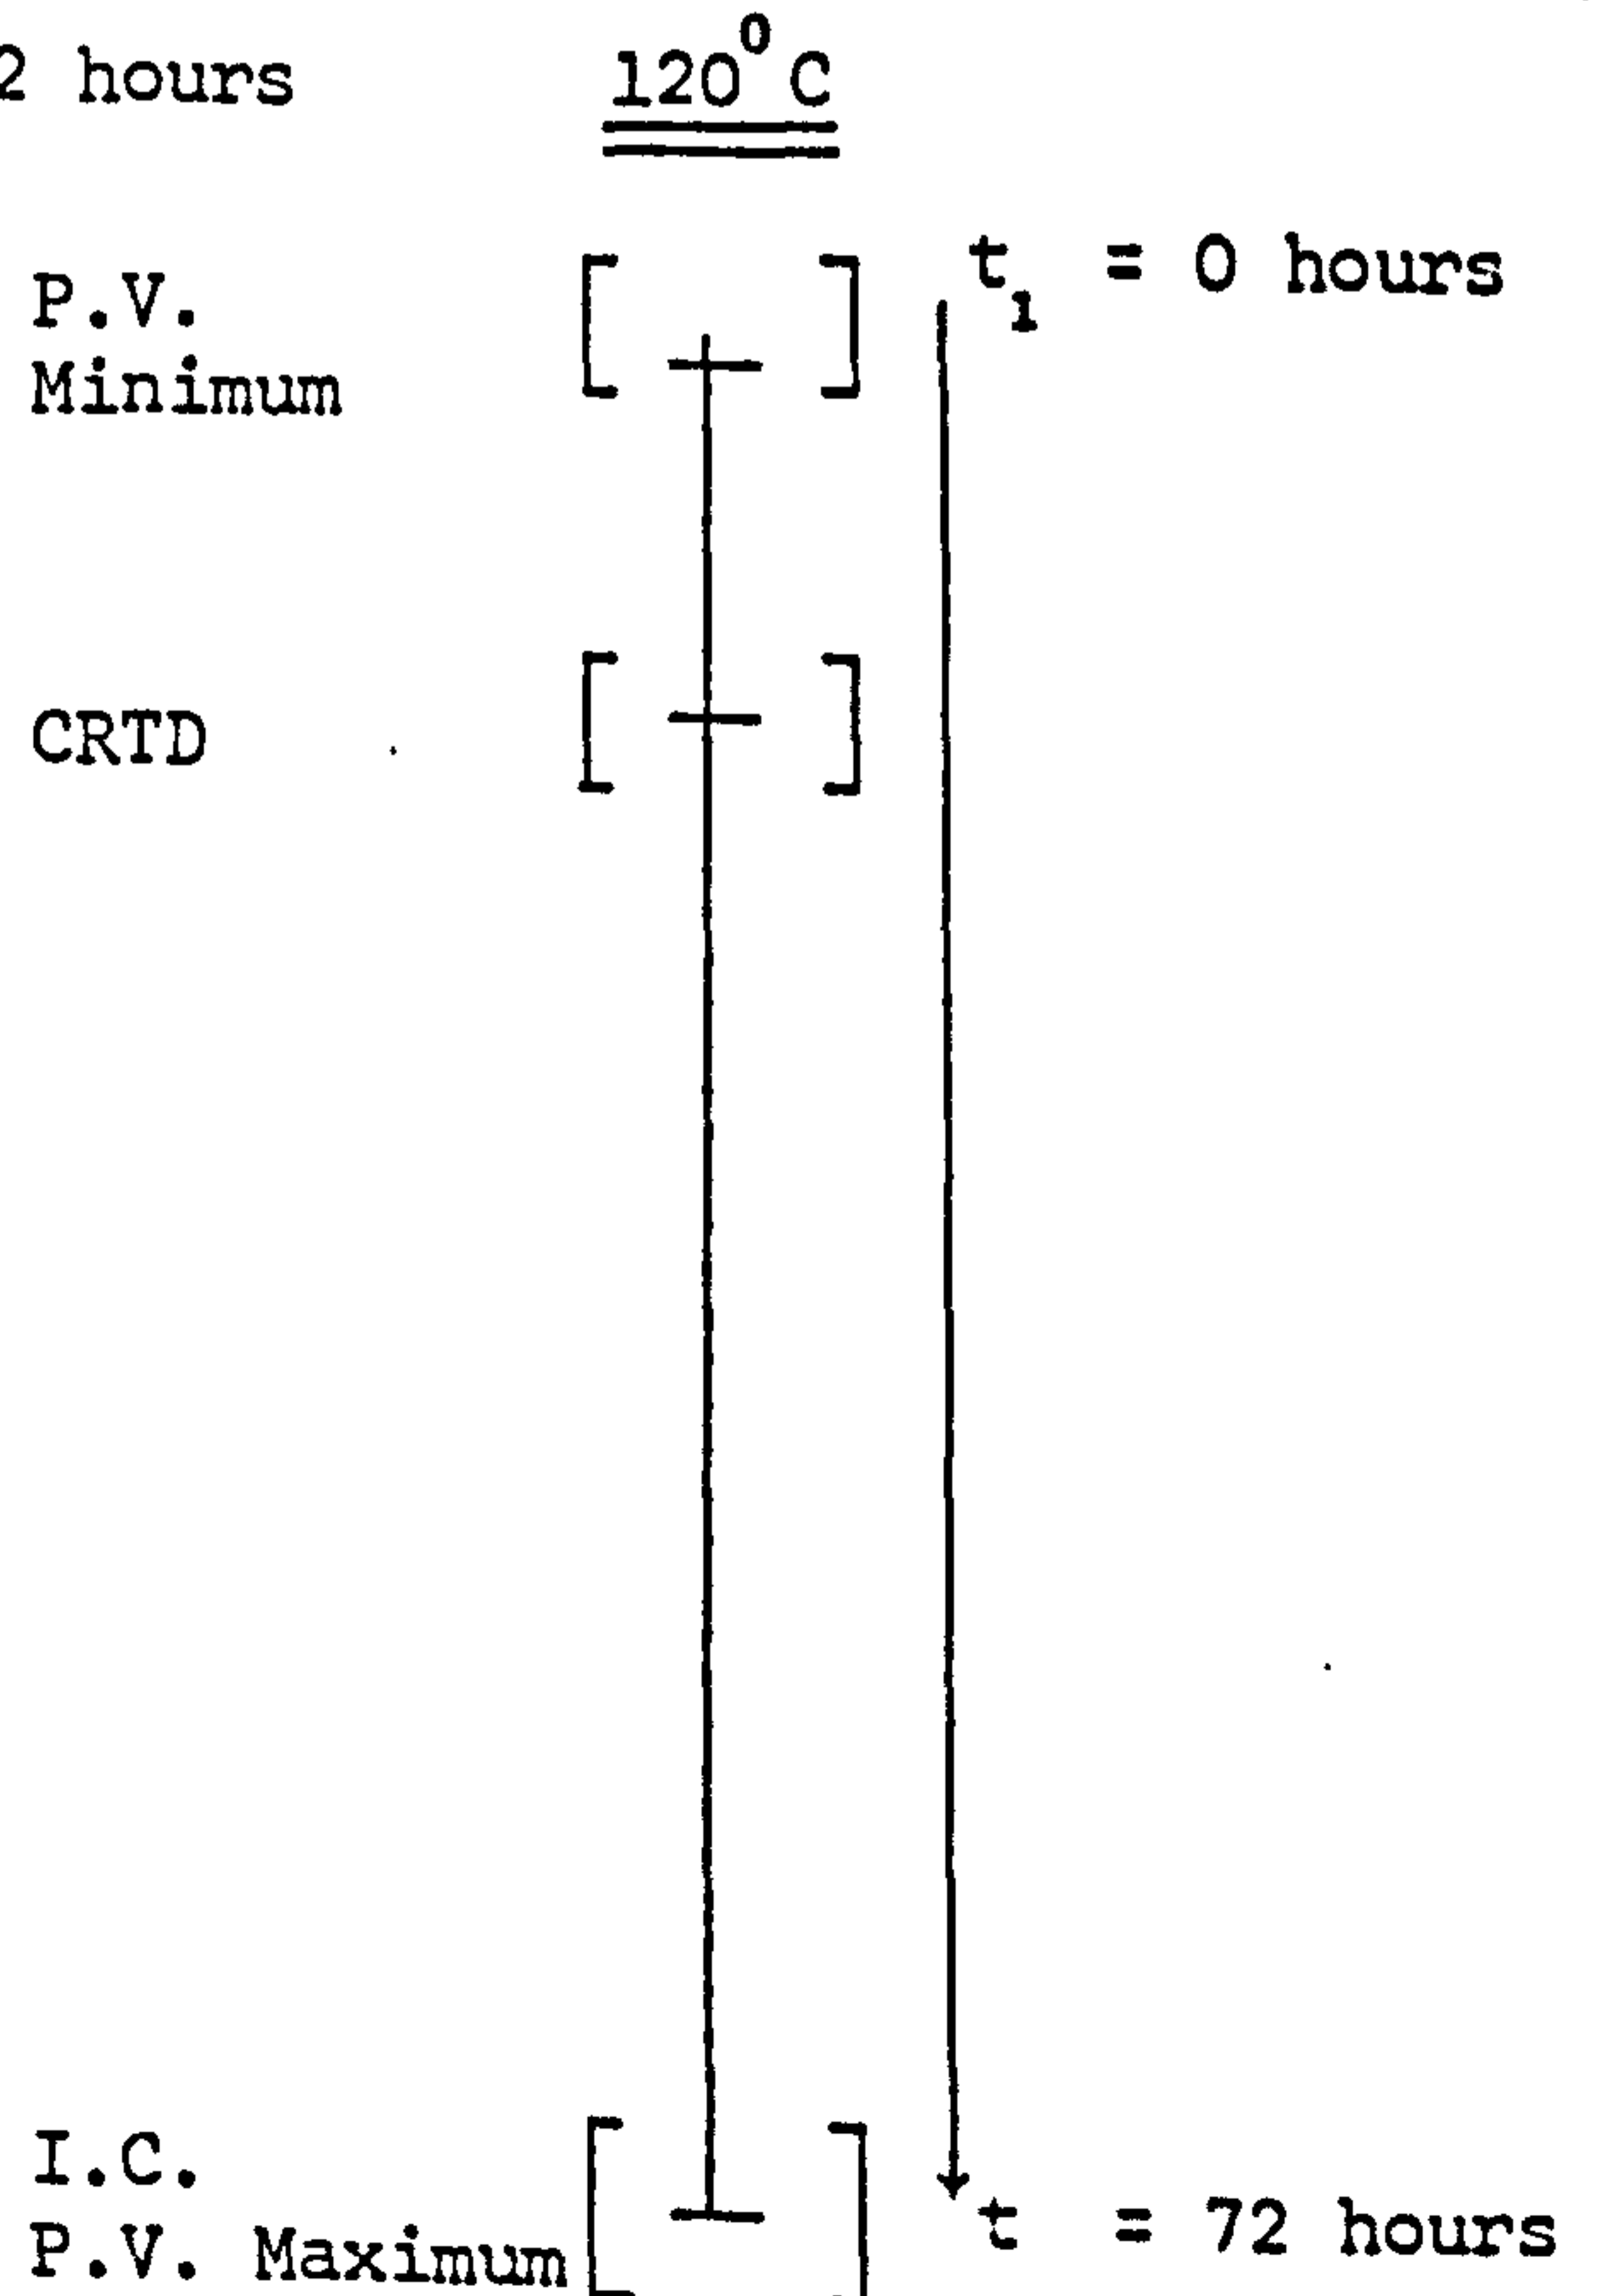 2 hours 120°C
t1 = 0 hours
P.V.
Minimum
CRTD
I.C.
t = 72 hours
P.V. Maximum